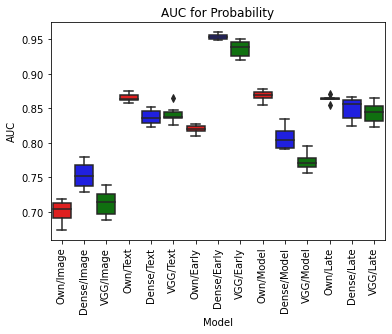 AUC for Probability
0.95
0.90
0.85
0.80
0.75
0.70
AUC
Own/Image
Dense/Image
VGG/Image
Own/Text
Dense/Text
VGG/Text
Own/Early
Dense/Early
VGG/Early
Own/Model
Dense/Model
VGG/Model
Own/Late
Dense/Late
VGG/Late
Model